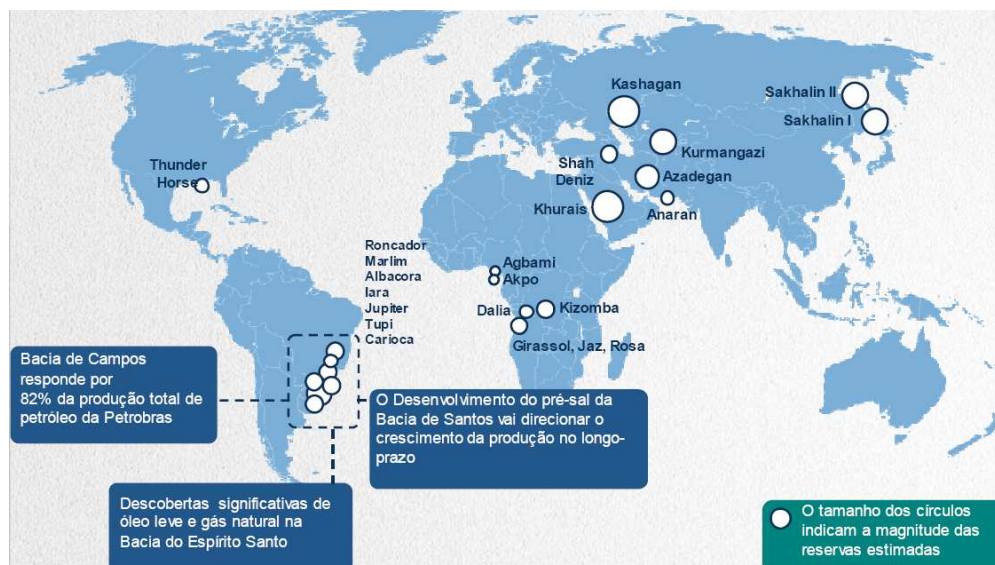 Kashagan
Sakhalin II
Sakhalin I
Kurmangazi
Thunder
Horse
Shah
Deniz
Azadegan
Khurais
Anaran
Roncador
Marlim
Albacora
Iara
Jupiter
Tupi
Carioca
Agbami
Akpo
Dalia
Kizomba
Girassol, Jaz, Rosa
Bacia de Campos
responde por
82% da produção total de
petróleo da Petrobras
O Desenvolvimento do pré-sal da
Bacia de Santos vai direcionar o
crescimento da produção no longo-
prazo
Descobertas significativas de
óleo leve e gás natural na
Bacia do Espírito Santo
O tamanho dos círculos
indicam a magnitude das
reservas estimadas